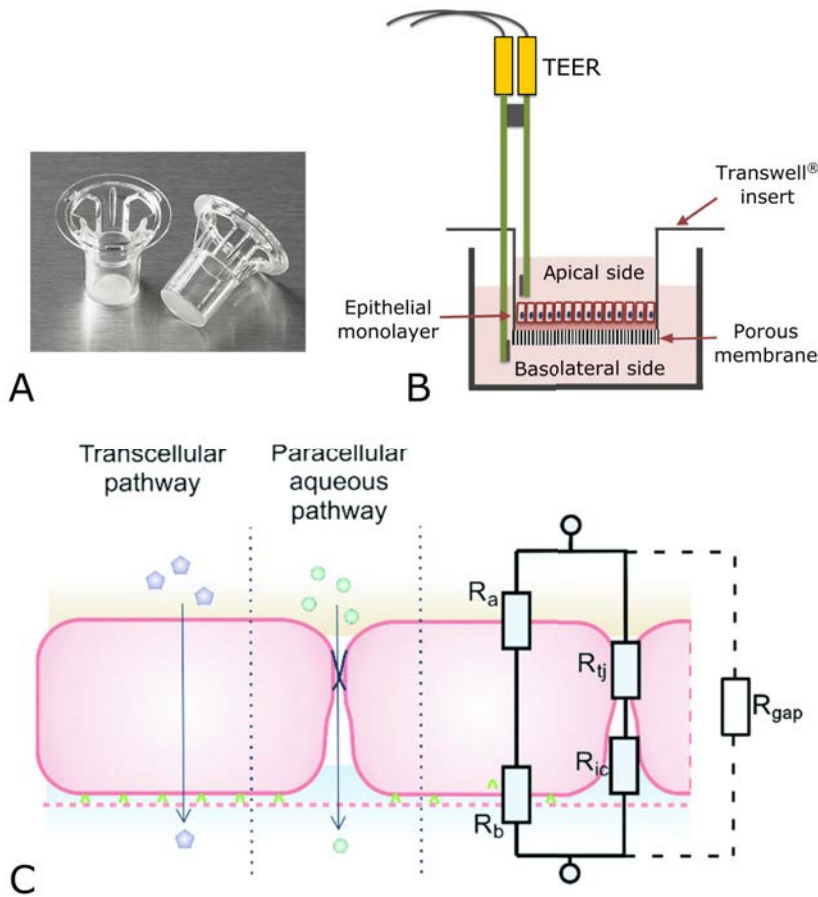 A
B
TEER
Transwell®
insert
Apical side
Epithelial
monolayer
Porous
membrane
Basolateral side
Transcellular
pathway
Paracellular
aqueous
pathway
Ra
Rtj
Rgap
Ric
Rb
C